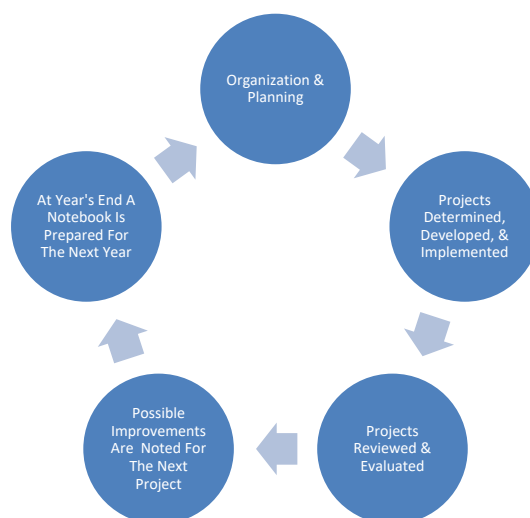 Organization &
Planning
Projects
Determined,
Developed, &
Implemented
Projects
Reviewed &
Evaluated
Possible
Improvements
Are  Noted For
The Next
Project
At Year's End A
Notebook Is
Prepared For
The Next Year